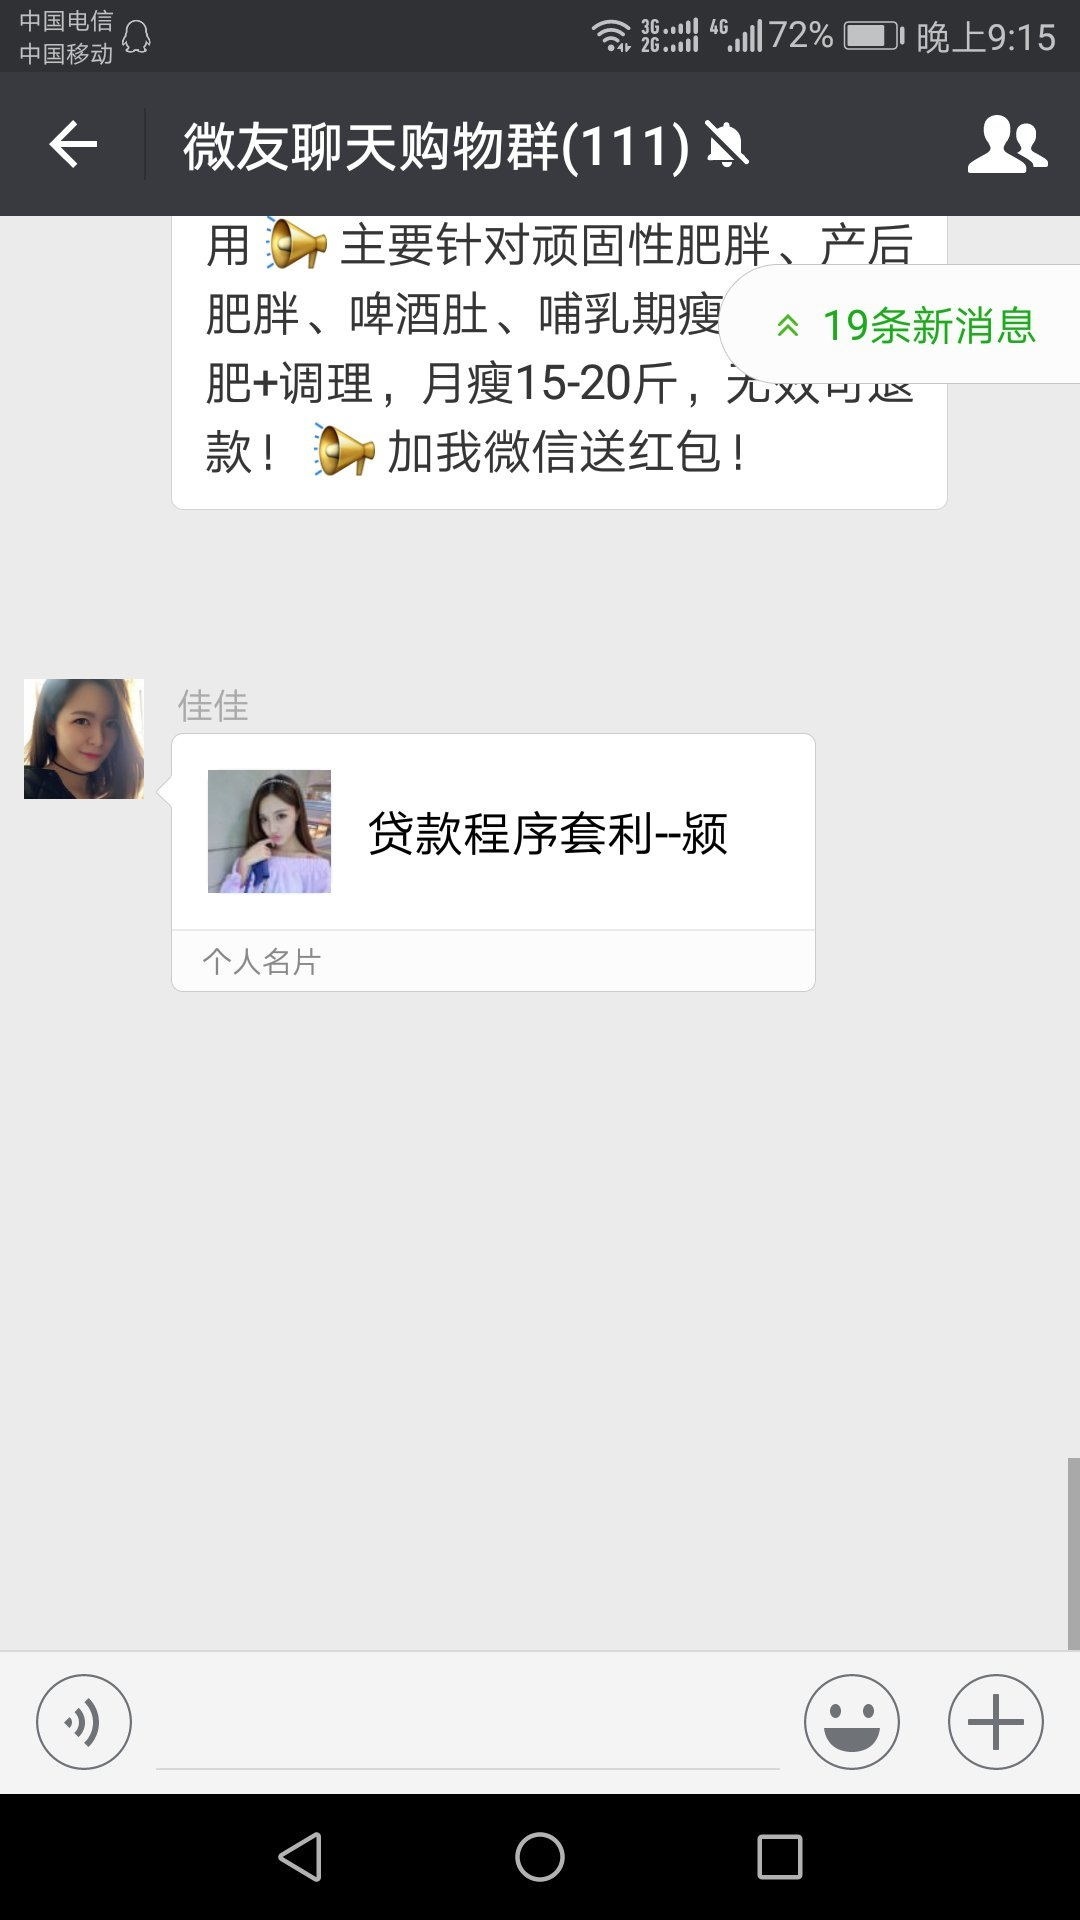 中国电信
中国移动
3G
2G
4G
72%
晚上9:15
微友聊天购物群(111)
用 主要针对顽固性肥胖、产后
肥胖、啤酒肚、哺乳期瘦
19条新消息
肥+调理，月瘦15-20斤，无效可退
款！ 加我微信送红包！
佳佳
贷款程序套利--颍
个人名片